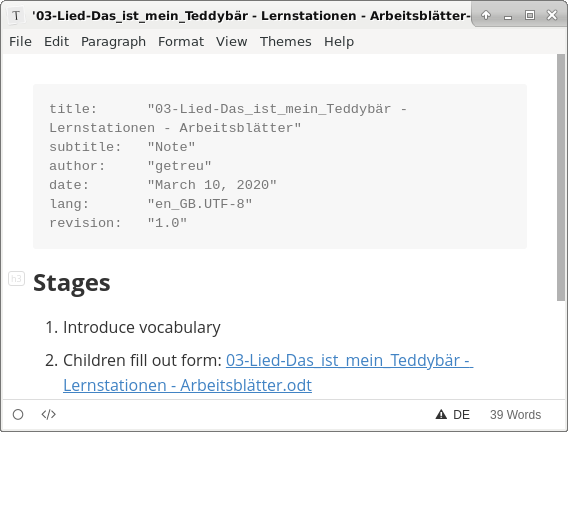 T '03-Lied-Das_ist_mein_Teddybär - Lernstationen - Arbeitsblätter-
File Edit Paragraph Format View Themes Help
title: "03-Lied-Das_ist_mein_Teddybär -
Lernstationen - Arbeitsblätter"
subtitle: "Note"
author: "getreu"
date: "March 10, 2020"
lang: "en_GB.UTF-8"
revision: "1.0"
h3 Stages
1. Introduce vocabulary
2. Children fill out form: 03-Lied-Das_ist_mein_Teddybär -
Lernstationen - Arbeitsblätter.odt
</> DE 39 Words